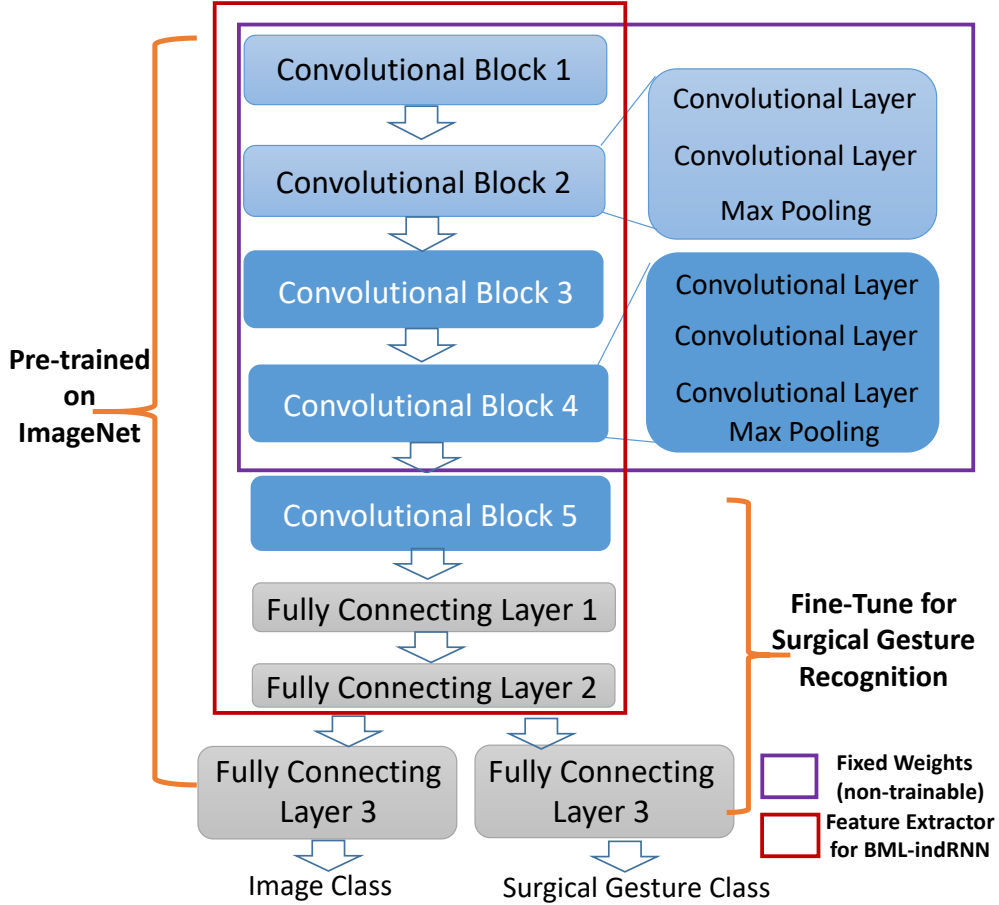 Convolutional Block 1
Convolutional Layer
Convolutional Layer
Max Pooling
Convolutional Block 2
Convolutional Block 3
Convolutional Layer
Convolutional Layer
Convolutional Layer
Max Pooling
Convolutional Block 4
Pre-trained
on
ImageNet
Convolutional Block 5
Fully Connecting Layer 1
Fully Connecting Layer 2
Fine-Tune for
Surgical Gesture
Recognition
Fully Connecting
Layer 3
Fully Connecting
Layer 3
Fixed Weights
(non-trainable)
Feature Extractor
for BML-indRNN
Image Class
Surgical Gesture Class